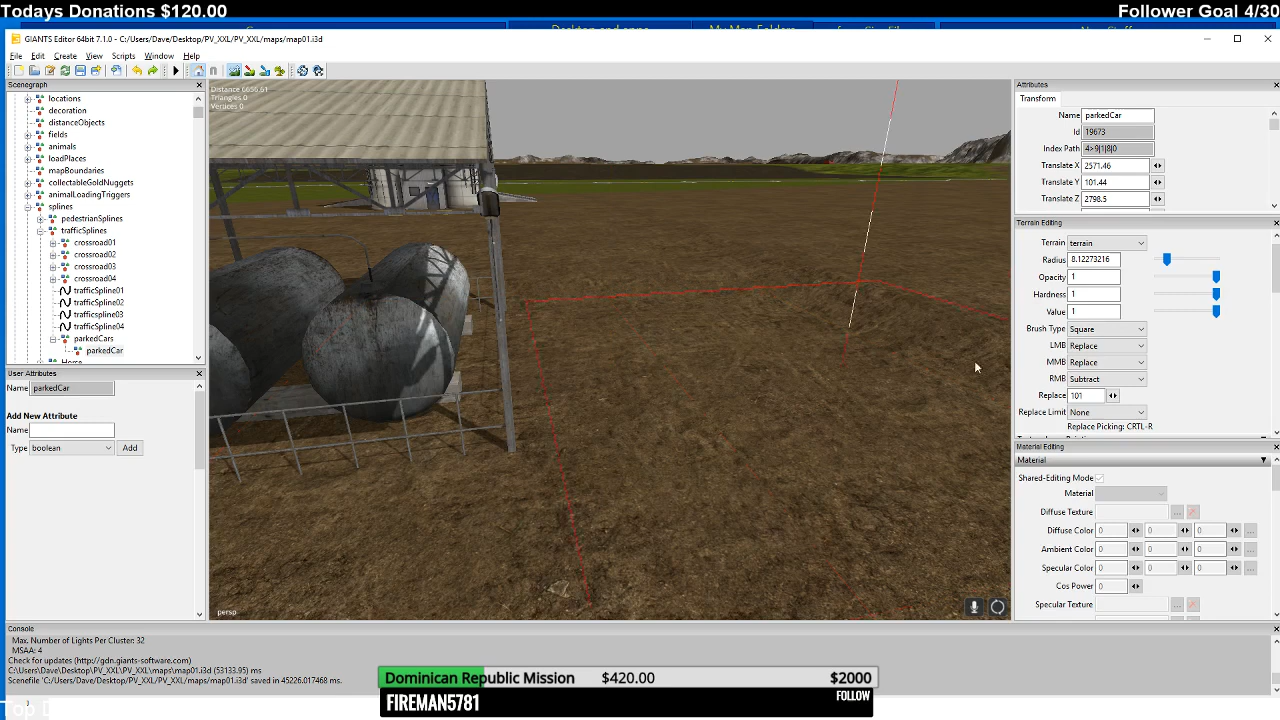 Todays Donations $120.00
Follower Goal 4/30
GIANTS Editor 64bit 7.1.0 - C:/Users/Dave/Desktop/PV_XXL/PV_XXL/maps/map01.i3d
File Edit Create View Scripts Window Help
Scenegraph
locations
decoration
distanceObjects
fields
animals
loadPlaces
mapBoundaries
collectableGoldNuggets
animalLoadingTriggers
splines
pedestrianSplines
trafficSplines
crossroad01
crossroad02
crossroad03
crossroad04
trafficSpline01
trafficSpline02
trafficSpline03
trafficSpline04
parkedCars
parkedCar
User Attributes
Name parkedCar
Add New Attribute
Name
Type boolean Add
Distance 6656.61
Triangles 0
Vertices 0
persp
Attributes
Transform
Name parkedCar
Id 19673
Index Path 4>9|1|8|0
Translate X 2571.46
Translate Y 101.44
Translate Z 2798.5
Terrain Editing
Terrain terrain
Radius 8.12273216
Opacity 1
Hardness 1
Value 1
Brush Type Square
LMB Replace
MMB Replace
RMB Subtract
Replace 101
Replace Limit None
Replace Picking: CRTL-R
Material Editing
Material
Shared-Editing Mode
Material
Diffuse Texture
Diffuse Color 0 0 0
Ambient Color 0 0 0
Specular Color 0 0 0
Cos Power 0
Specular Texture
Console
Max. Number of Lights Per Cluster: 32
MSAA: 4
Check for updates (http://gdn.giants-software.com)
C:\Users\Dave\Desktop\PV_XXL\PV_XXL\maps\map01.i3d (53133.95) ms
Scenefile 'C:/Users/Dave/Desktop/PV_XXL/PV_XXL/maps/map01.i3d' saved in 45226.017468 ms.
Dominican Republic Mission $420.00 $2000
FIREMAN5781 FOLLOW
Top D